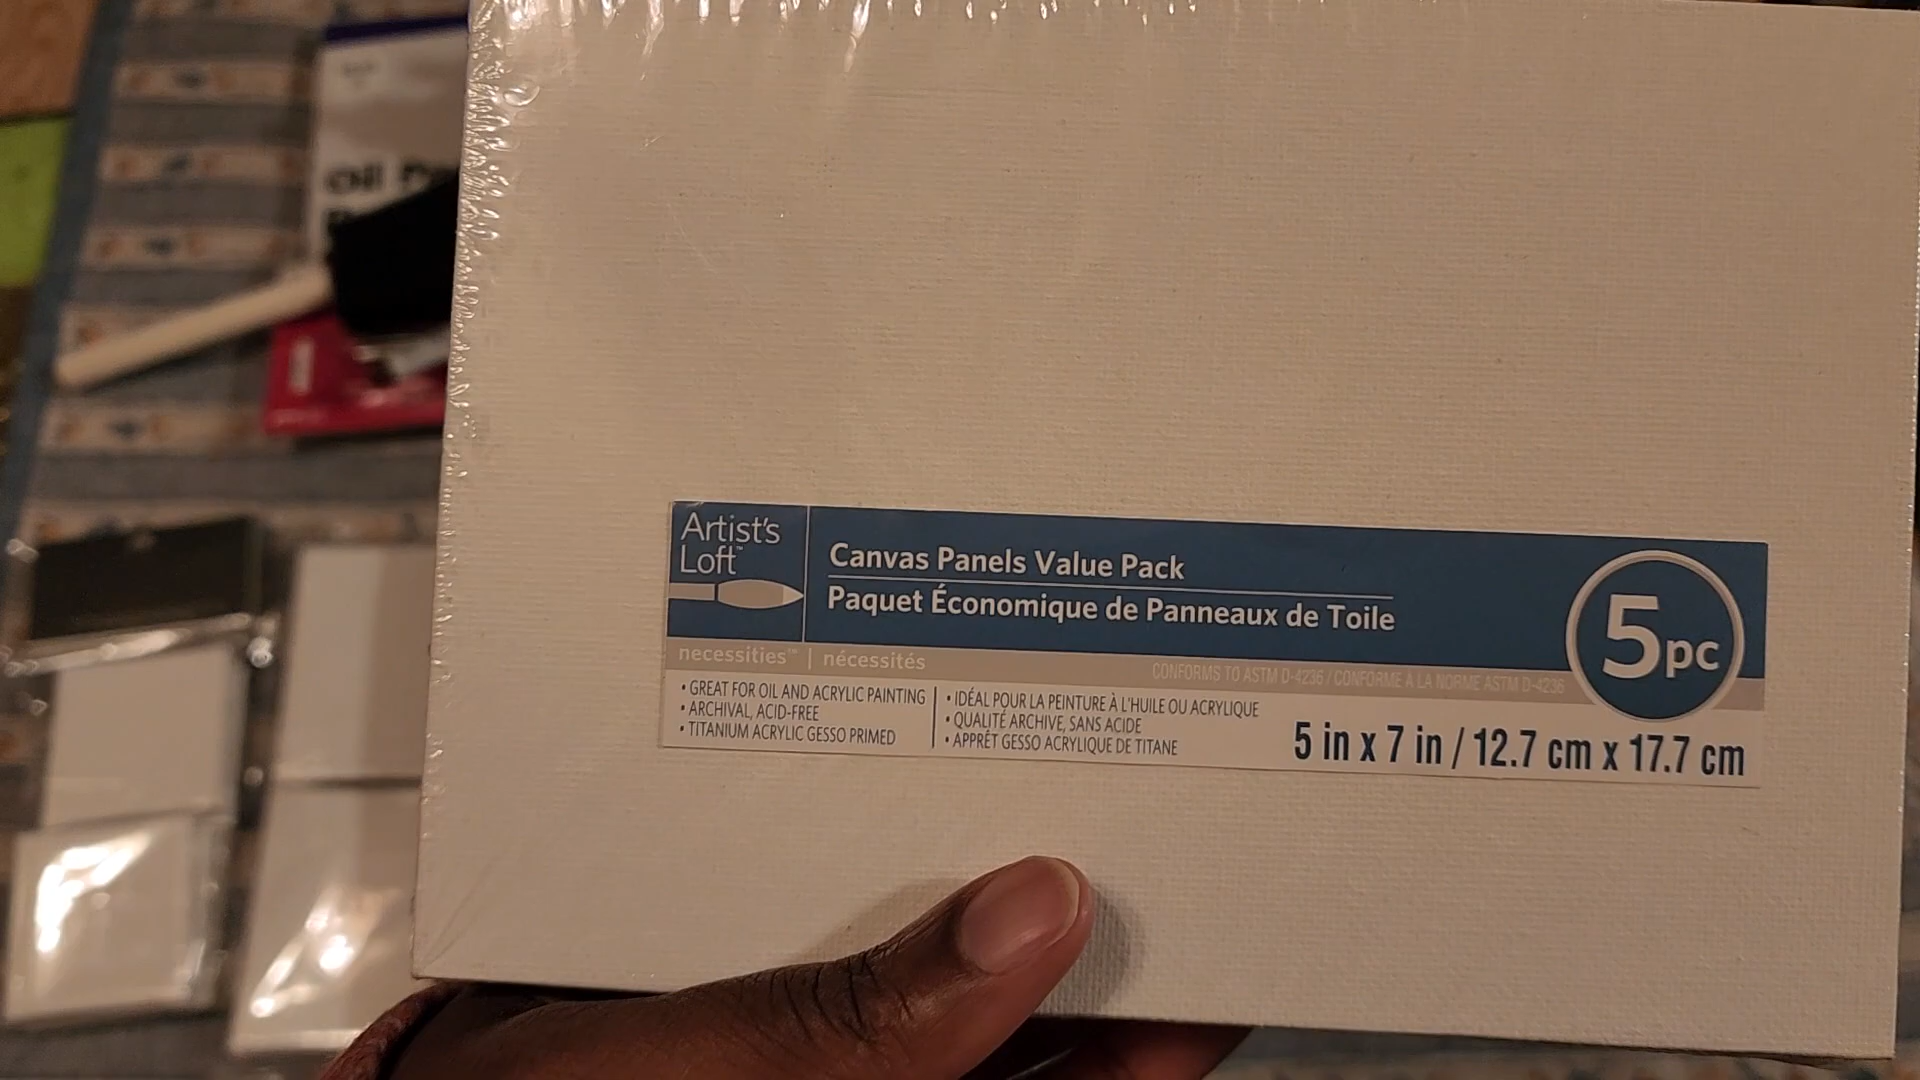 Oil
Artist's
Loft™
Canvas Panels Value Pack
Paquet Économique de Panneaux de Toile
5pc
necessities™ | nécessités
CONFORMS TO ASTM D-4236 / CONFORME À LA NORME ASTM D-4236
• GREAT FOR OIL AND ACRYLIC PAINTING
• ARCHIVAL, ACID-FREE
• TITANIUM ACRYLIC GESSO PRIMED
• IDÉAL POUR LA PEINTURE À L'HUILE OU ACRYLIQUE
• QUALITÉ ARCHIVE, SANS ACIDE
• APPRÊT GESSO ACRYLIQUE DE TITANE
5 in x 7 in / 12.7 cm x 17.7 cm